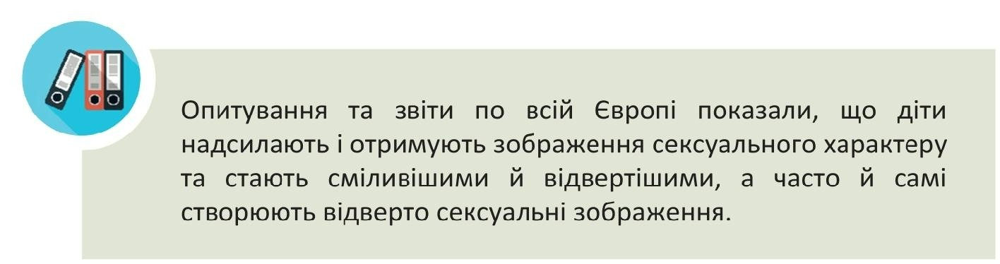 Опитування та звіти по всій Європі показали, що діти
надсилають і отримують зображення сексуального характеру
та стають сміливішими й відвертішими, а часто й самі
створюють відверто сексуальні зображення.